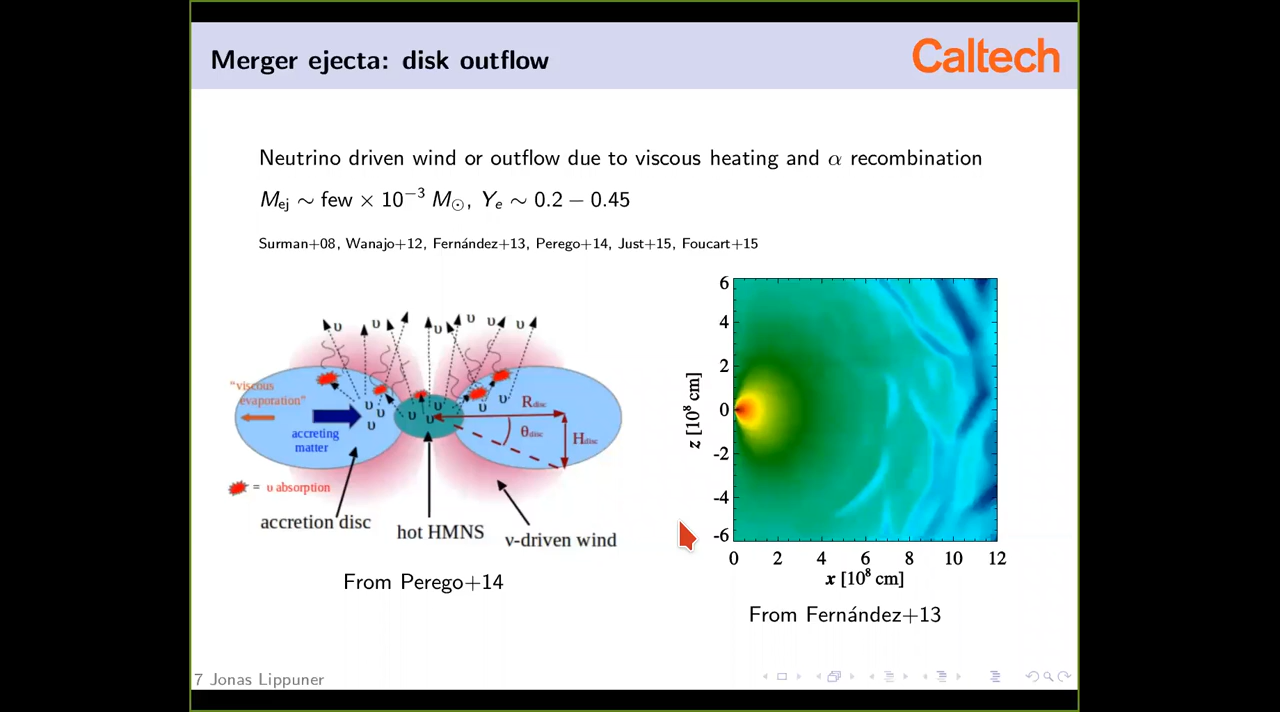 Merger ejecta: disk outflow
Caltech
Neutrino driven wind or outflow due to viscous heating and α recombination
M_ej ∼ few × 10^−3 M_⊙, Y_e ∼ 0.2 − 0.45
Surman+08, Wanajo+12, Fernández+13, Perego+14, Just+15, Foucart+15
υ υ υ υ υ υ
"viscous
evaporation"
accreting
matter
υ υ υ υ υ υ υ υ
R_disc
θ_disc
H_disc
= υ absorption
accretion disc
hot HMNS
ν-driven wind
From Perego+14
6
4
2
0
-2
-4
-6
z [10^8 cm]
0 2 4 6 8 10 12
x [10^8 cm]
From Fernández+13
7 Jonas Lippuner